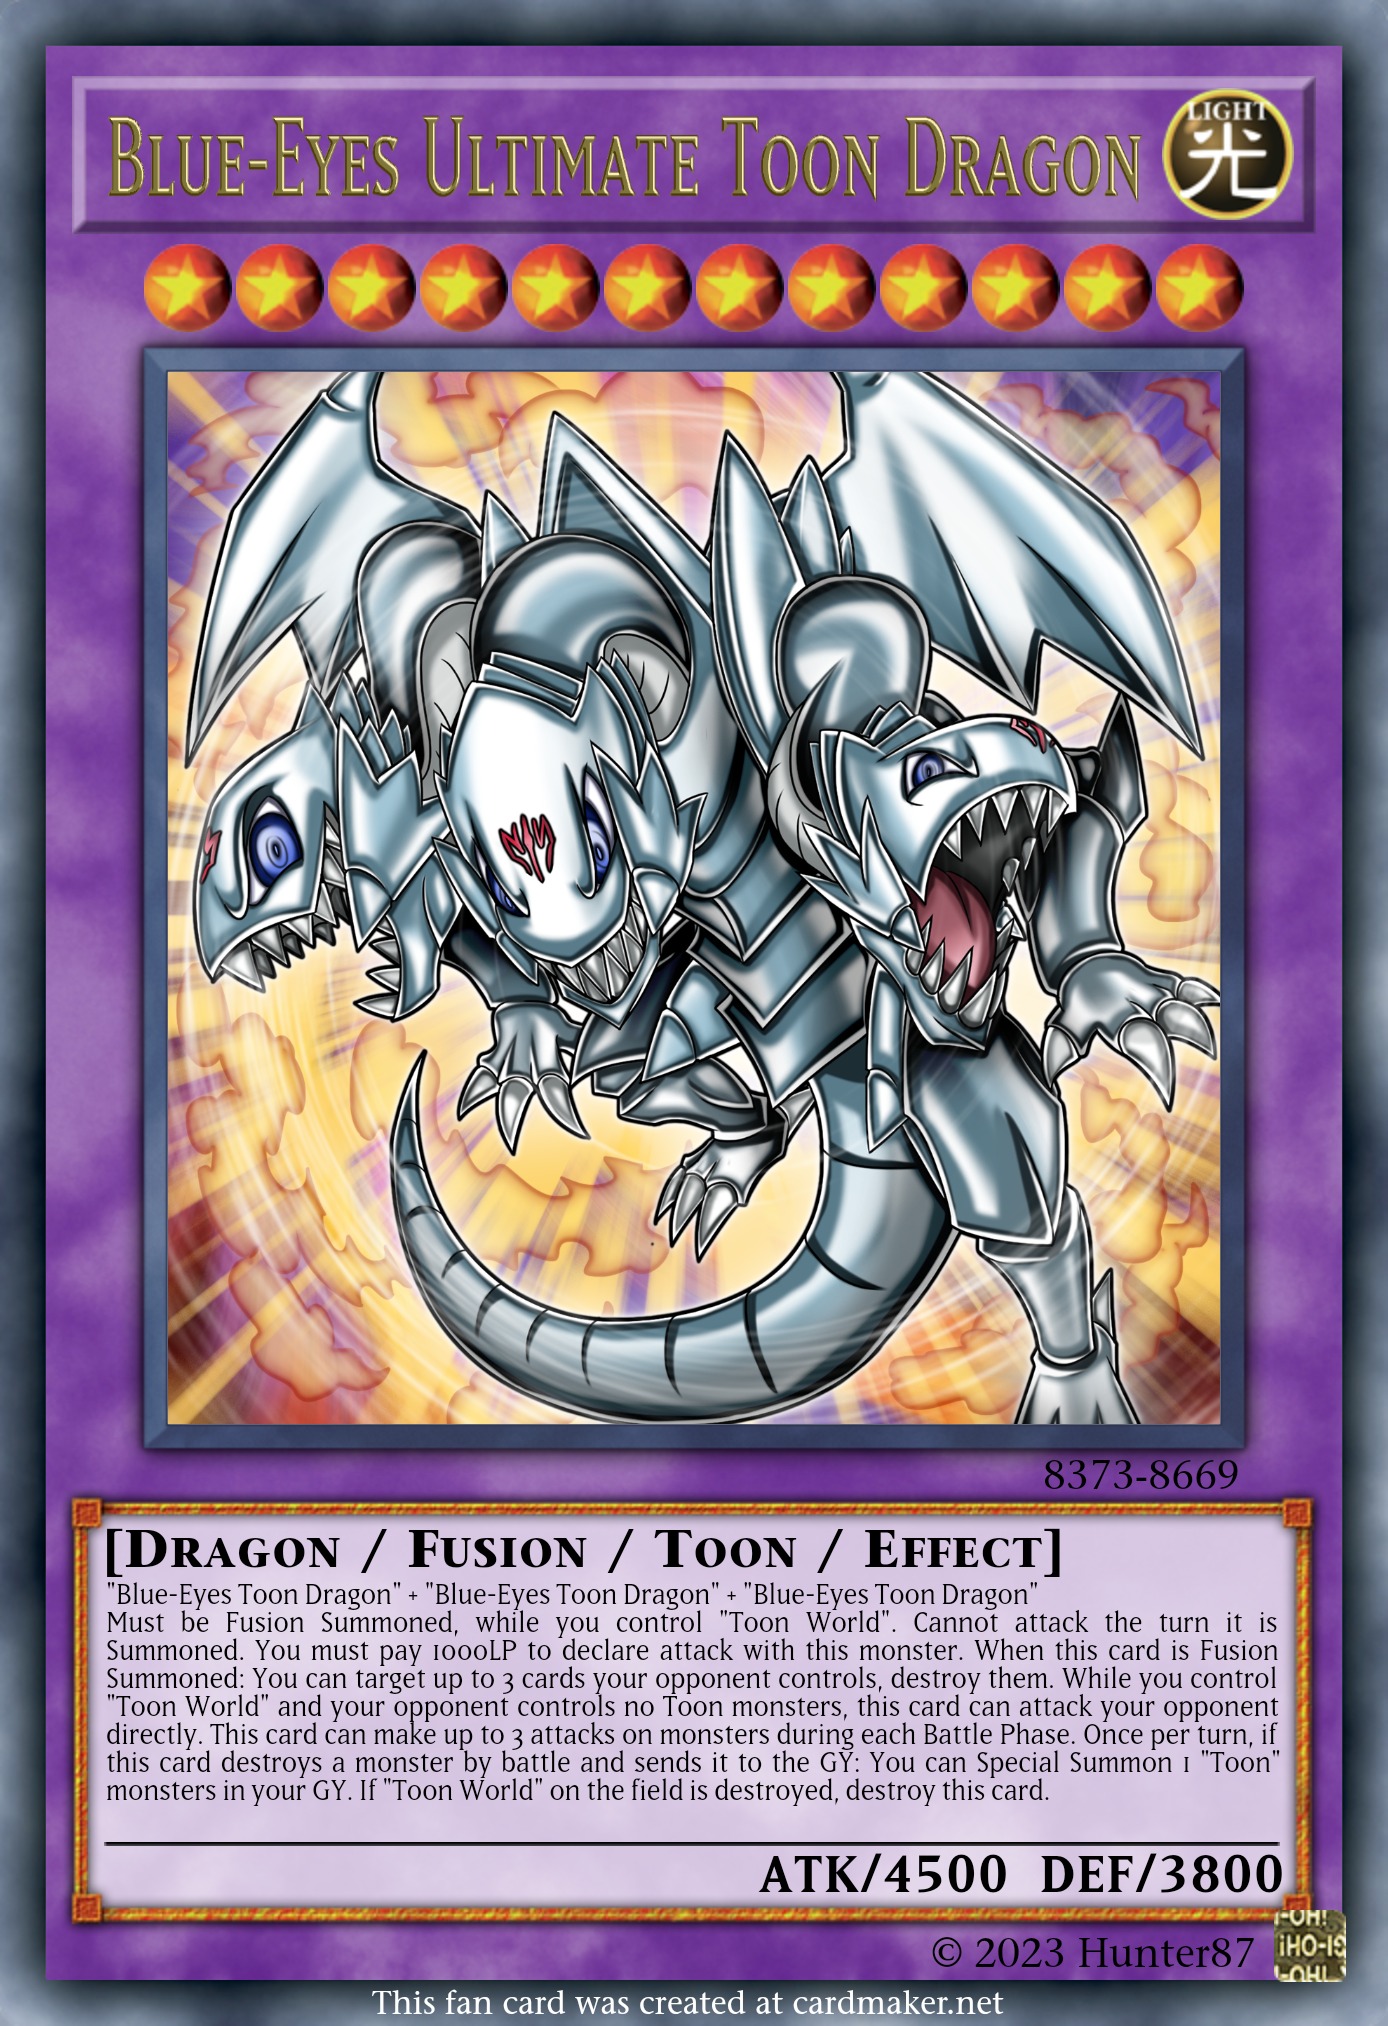 Blue-Eyes Ultimate Toon Dragon
LIGHT
光
8373-8669
[Dragon / Fusion / Toon / Effect]
"Blue-Eyes Toon Dragon" + "Blue-Eyes Toon Dragon" + "Blue-Eyes Toon Dragon"
Must be Fusion Summoned, while you control "Toon World". Cannot attack the turn it is
Summoned. You must pay 1000LP to declare attack with this monster. When this card is Fusion
Summoned: You can target up to 3 cards your opponent controls, destroy them. While you control
"Toon World" and your opponent controls no Toon monsters, this card can attack your opponent
directly. This card can make up to 3 attacks on monsters during each Battle Phase. Once per turn, if
this card destroys a monster by battle and sends it to the GY: You can Special Summon 1 "Toon"
monsters in your GY. If "Toon World" on the field is destroyed, destroy this card.
ATK/4500 DEF/3800
© 2023 Hunter87
This fan card was created at cardmaker.net